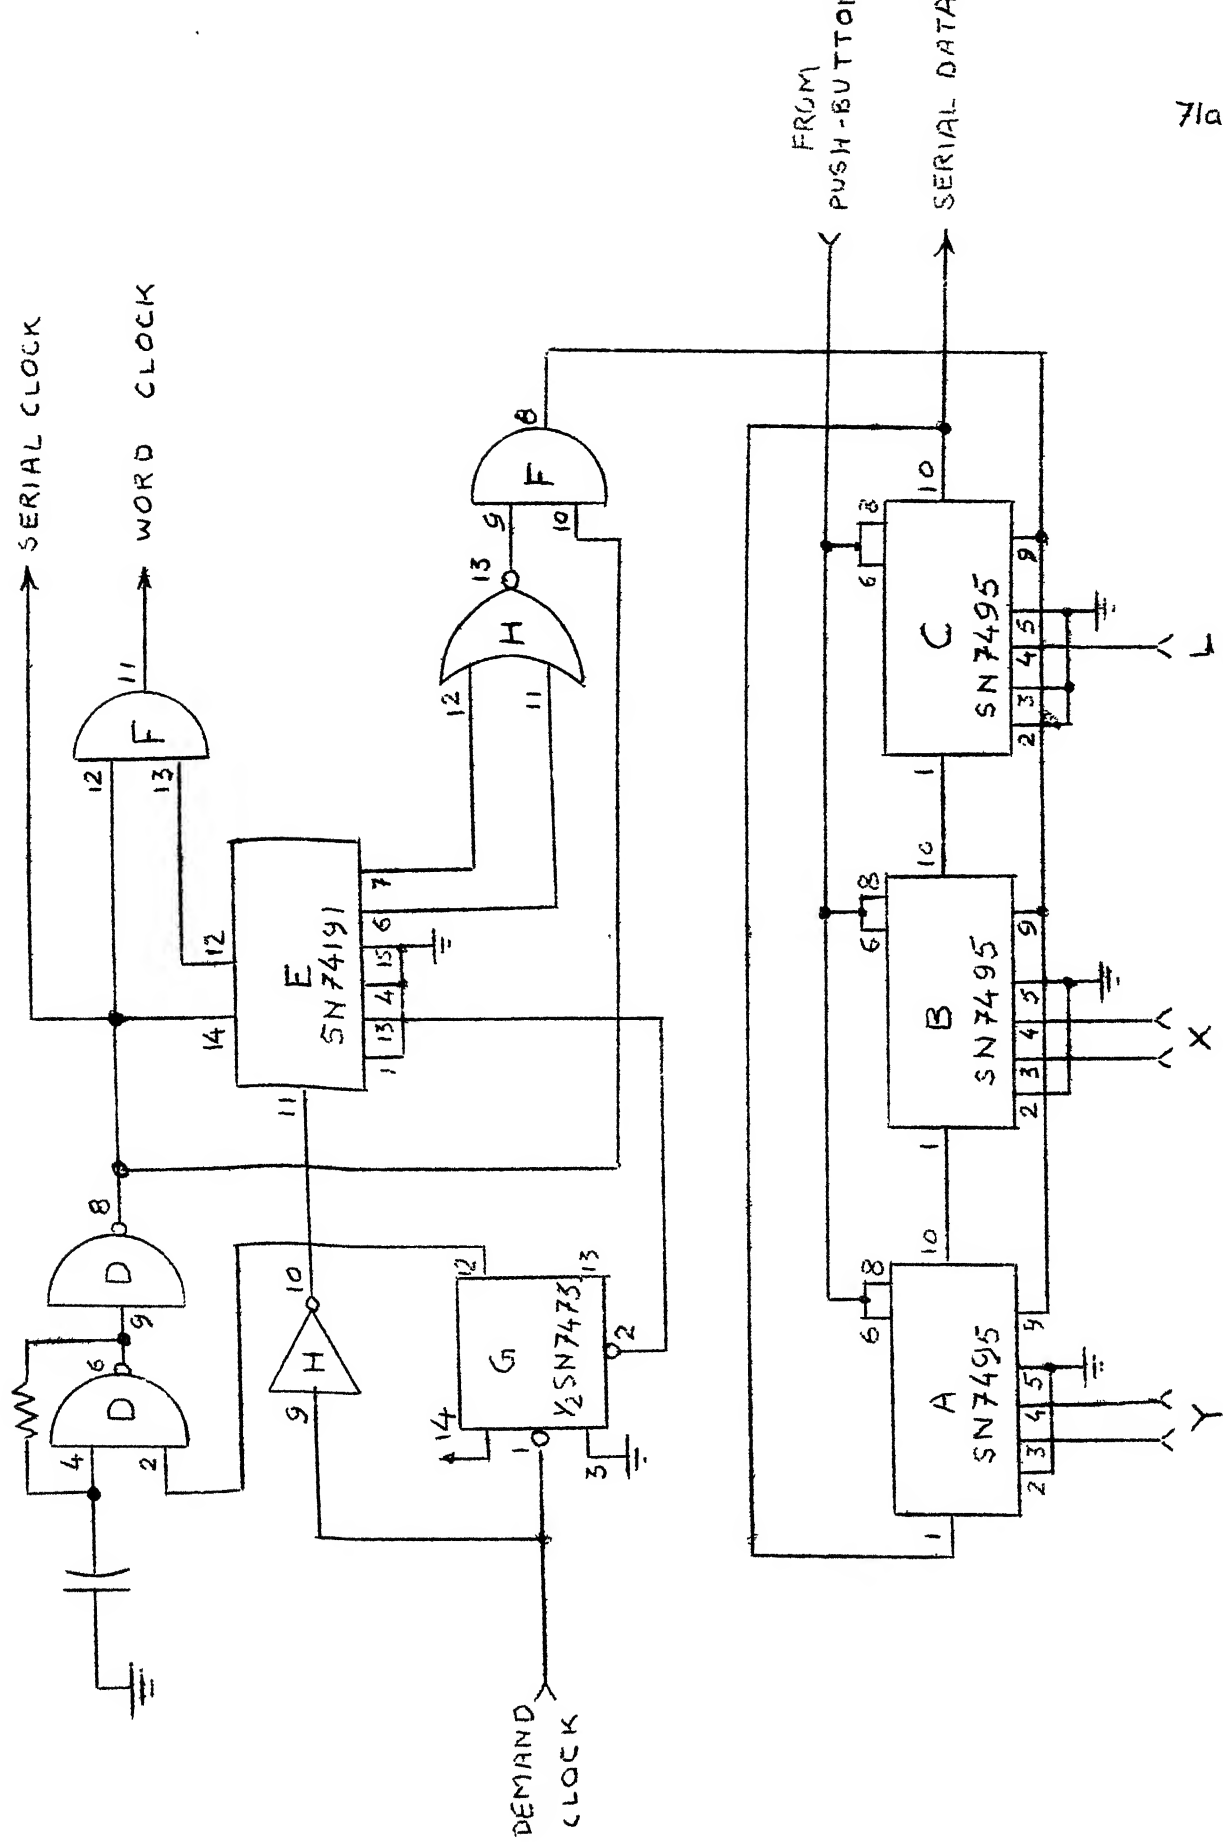 SERIAL CLOCK
WORD CLOCK
11
F
12
13
8
D
9
6
D
4
2
14
12
E
SN 74191
11
1
13
4
15
6
7
10
H
9
12
13
G
½SN7473
14
1
3
2
DEMAND
CLOCK
13
H
12
11
8
F
9
10
FROM
PUSH-BUTTON
SERIAL DATA
10
8
6
C
SN7495
1
2
3
4
5
9
L
10
8
6
B
SN7495
1
2
3
4
5
9
X
10
8
6
A
SN7495
1
2
3
4
5
9
Y
71a